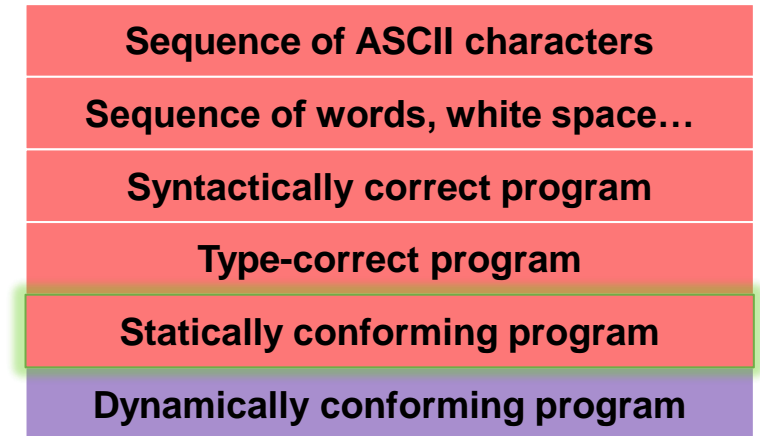 Sequence of ASCII characters
Sequence of words, white space…
Syntactically correct program
Type-correct program
Statically conforming program
Dynamically conforming program